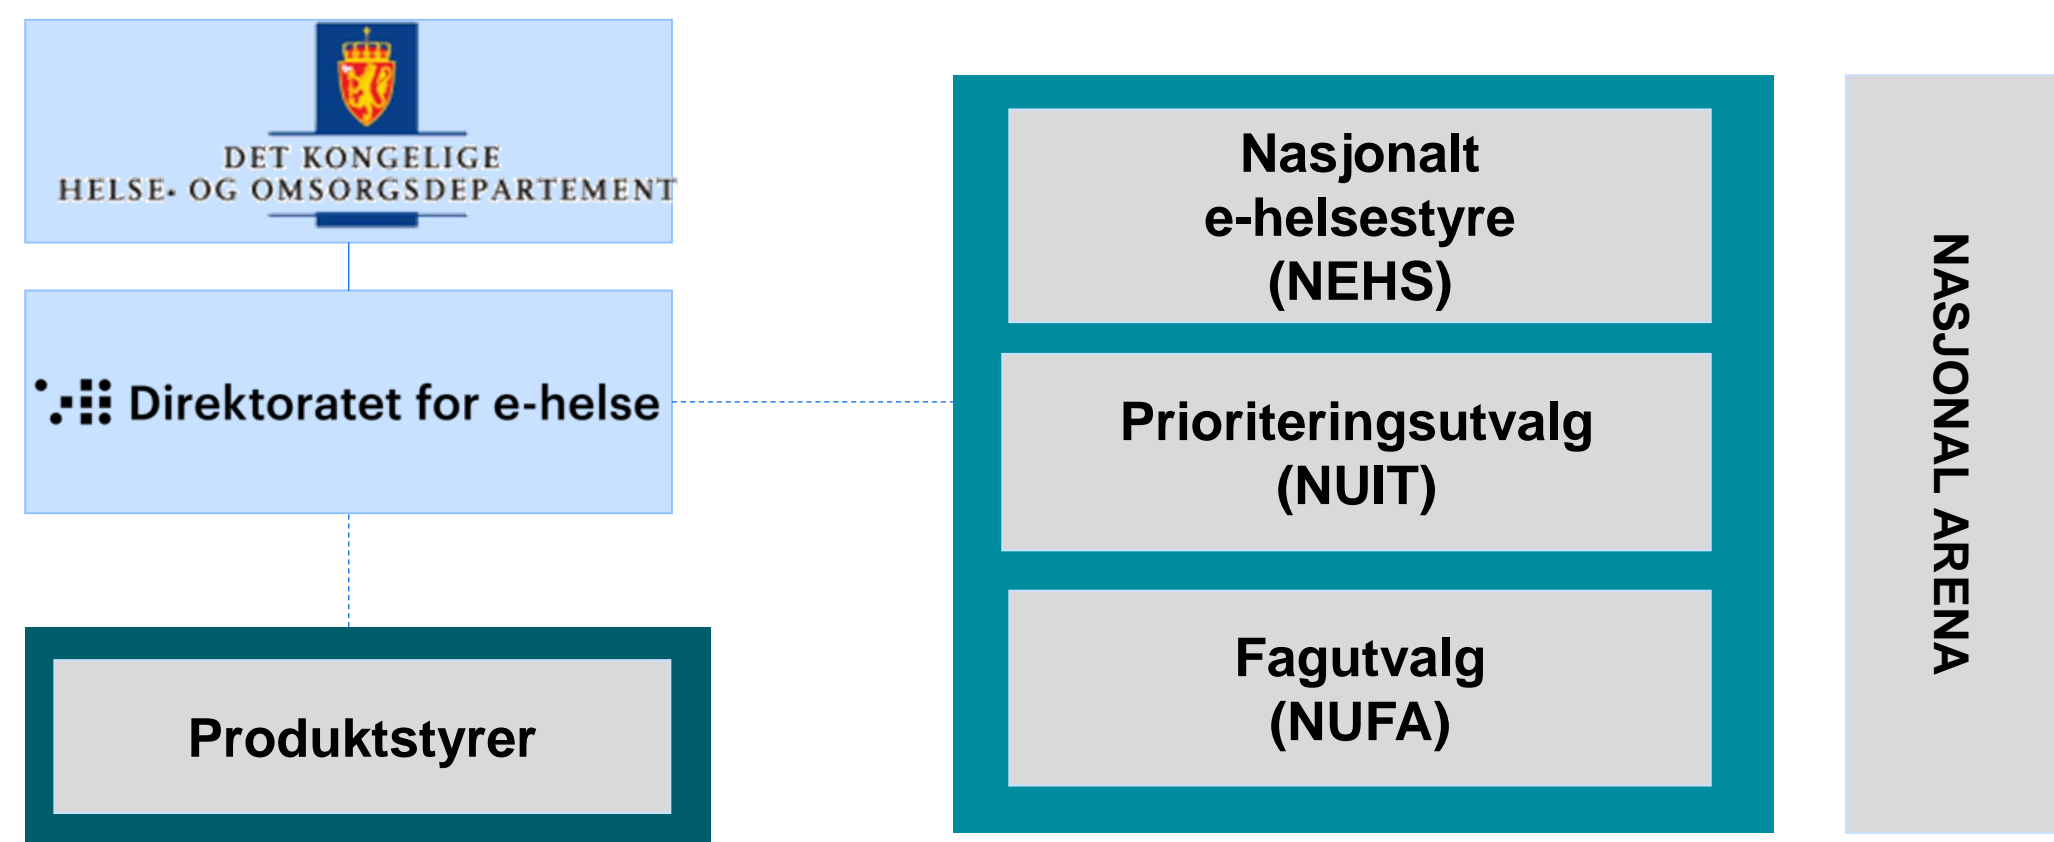 DET KONGELIGE
HELSE- OG OMSORGSDEPARTEMENT
Direktoratet for e-helse
Produktstyrer
Nasjonalt
e-helsestyre
(NEHS)
Prioriteringsutvalg
(NUIT)
Fagutvalg
(NUFA)
NASJONAL ARENA